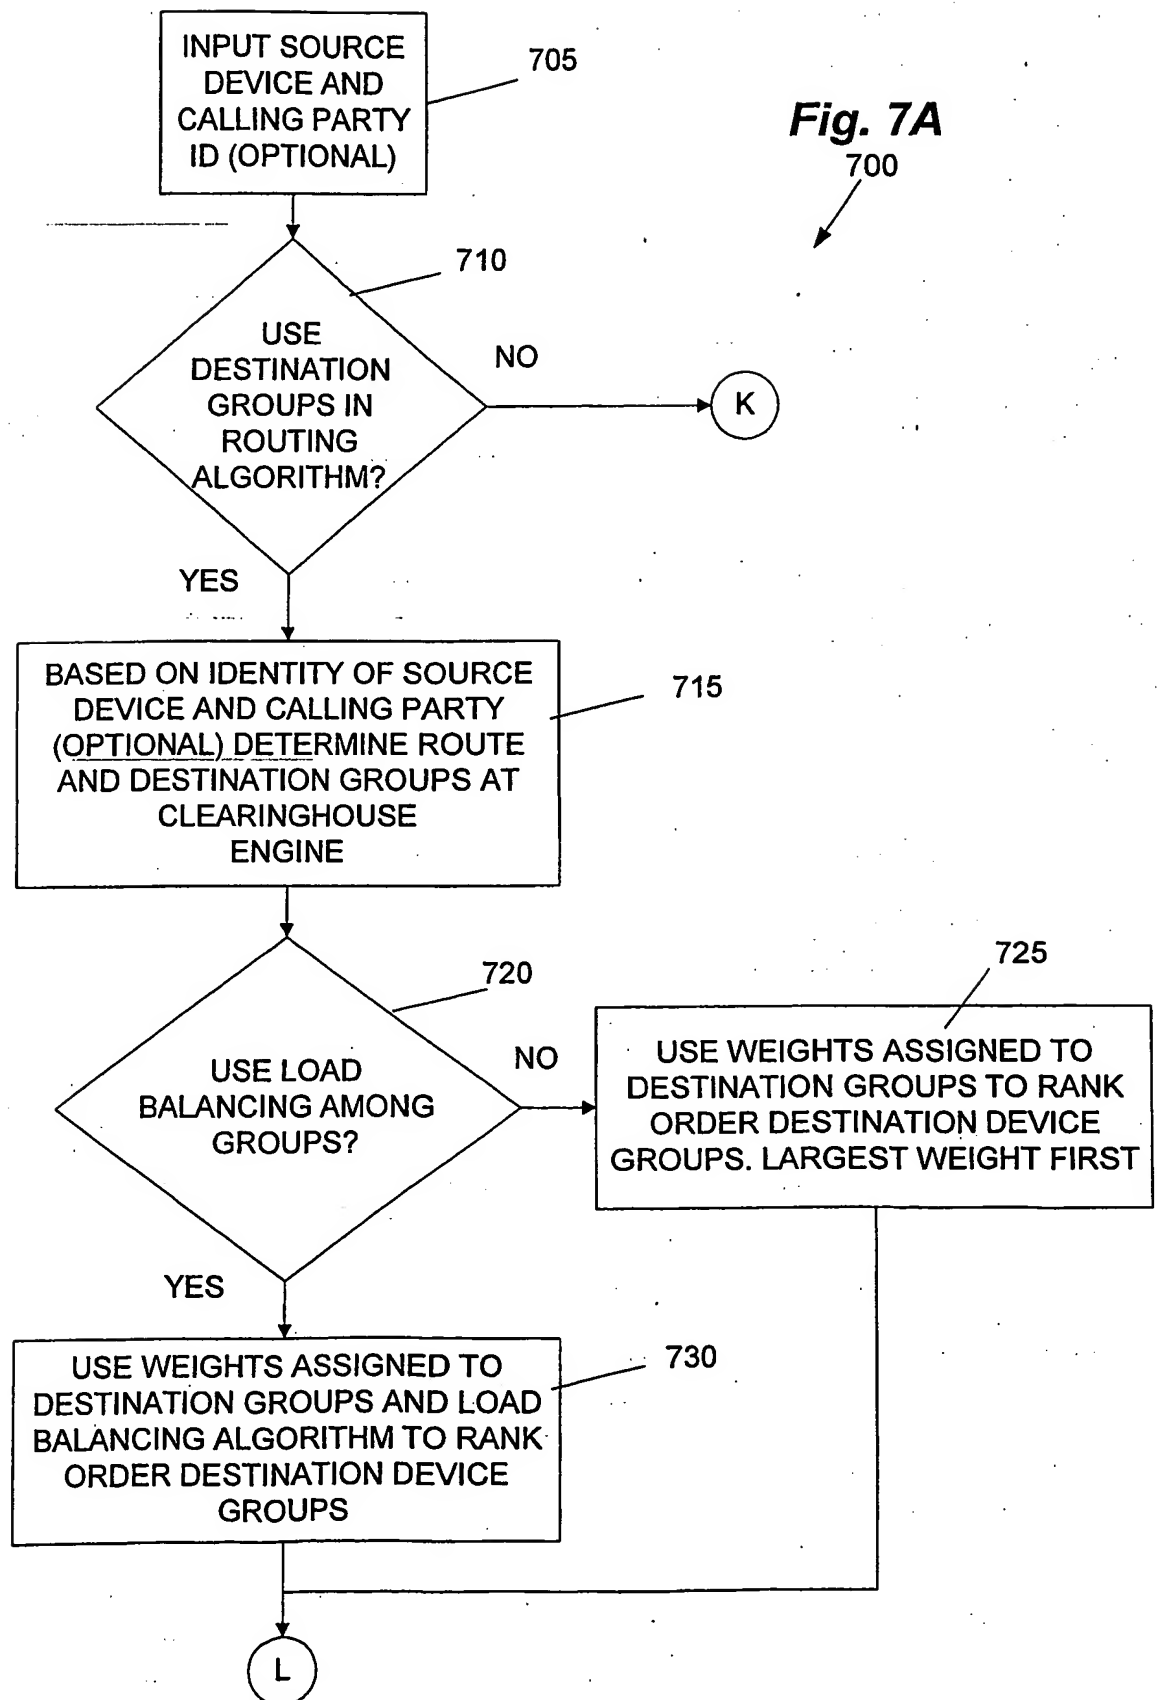 INPUT SOURCE
DEVICE AND
CALLING PARTY
ID (OPTIONAL)
705
Fig. 7A
700
710
USE
DESTINATION
GROUPS IN
ROUTING
ALGORITHM?
NO
K
YES
BASED ON IDENTITY OF SOURCE
DEVICE AND CALLING PARTY
(OPTIONAL) DETERMINE ROUTE
AND DESTINATION GROUPS AT
CLEARINGHOUSE
ENGINE
715
720
USE LOAD
BALANCING AMONG
GROUPS?
NO
725
USE WEIGHTS ASSIGNED TO
DESTINATION GROUPS TO RANK
ORDER DESTINATION DEVICE
GROUPS. LARGEST WEIGHT FIRST
YES
USE WEIGHTS ASSIGNED TO
DESTINATION GROUPS AND LOAD
BALANCING ALGORITHM TO RANK
ORDER DESTINATION DEVICE
GROUPS
730
L